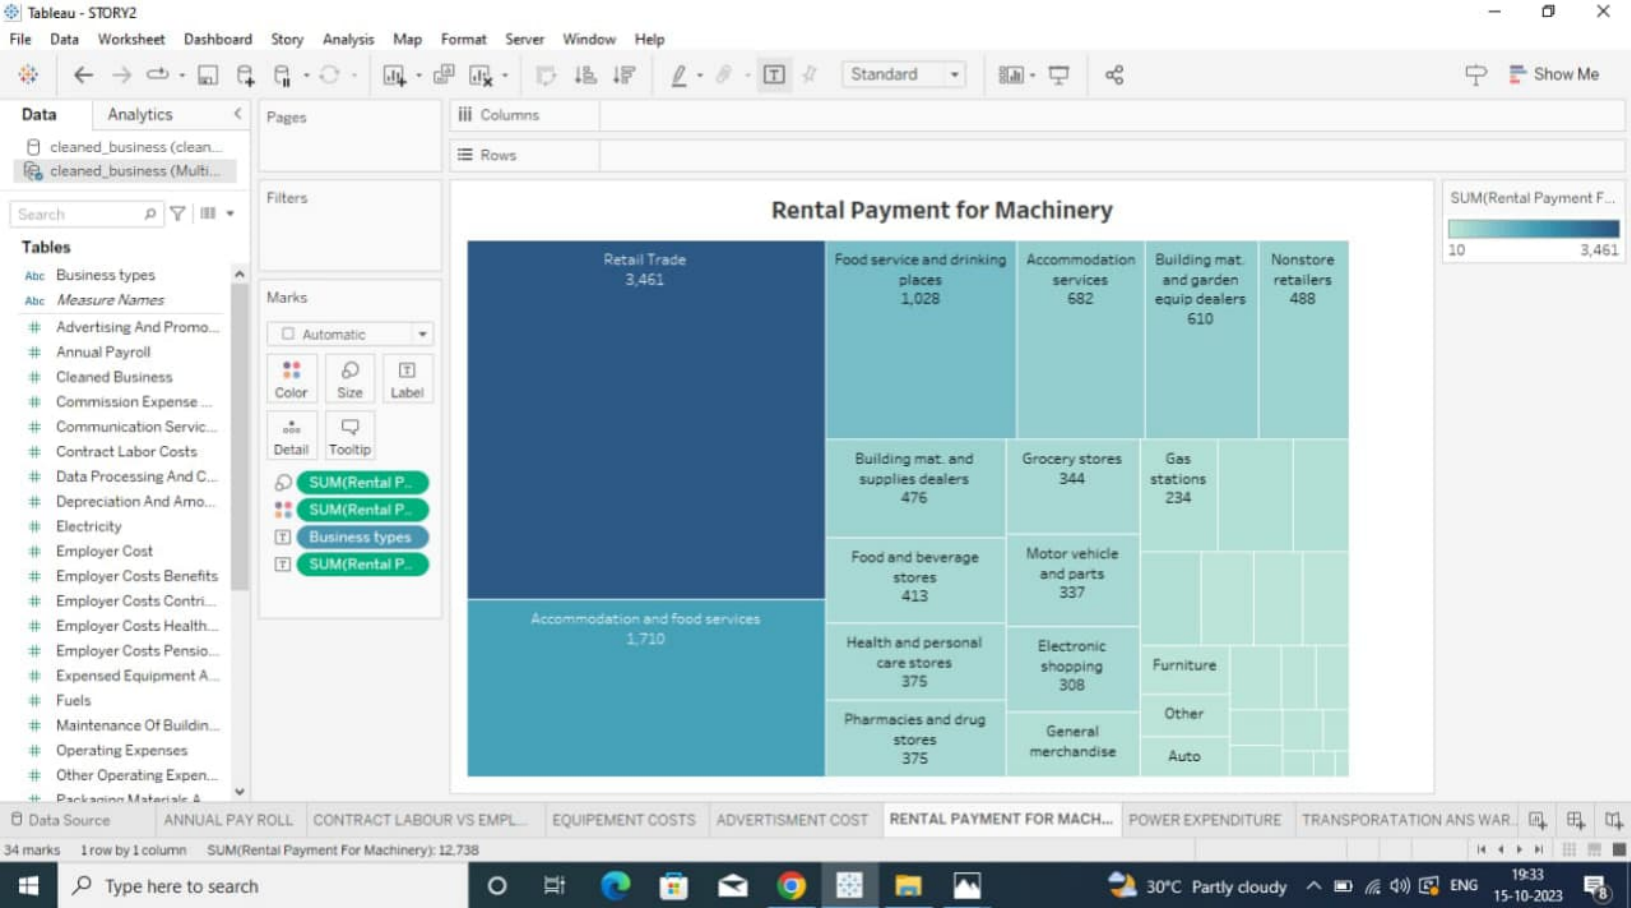 Tableau - STORY2
File Data Worksheet Dashboard Story Analysis Map Format Server Window Help
Standard
Show Me
Data Analytics
cleaned_business (clean...
cleaned_business (Multi...
Search
Tables
Abc Business types
Abc Measure Names
# Advertising And Promo...
# Annual Payroll
# Cleaned Business
# Commission Expense ...
# Communication Servic...
# Contract Labor Costs
# Data Processing And C...
# Depreciation And Amo...
# Electricity
# Employer Cost
# Employer Costs Benefits
# Employer Costs Contri...
# Employer Costs Health...
# Employer Costs Pensio...
# Expensed Equipment A...
# Fuels
# Maintenance Of Buildin...
# Operating Expenses
# Other Operating Expen...
# Packaging Materials A
Pages
Filters
Marks
Automatic
Color Size Label
Detail Tooltip
SUM(Rental P..
SUM(Rental P..
Business types
SUM(Rental P..
Columns
Rows
Rental Payment for Machinery
Retail Trade
3,461
Accommodation and food services
1,710
Food service and drinking
places
1,028
Accommodation
services
682
Building mat.
and garden
equip dealers
610
Nonstore
retailers
488
Building mat. and
supplies dealers
476
Grocery stores
344
Gas
stations
234
Food and beverage
stores
413
Motor vehicle
and parts
337
Health and personal
care stores
375
Electronic
shopping
308
Furniture
Pharmacies and drug
stores
375
General
merchandise
Other
Auto
SUM(Rental Payment F...
10 3,461
Data Source ANNUAL PAY ROLL CONTRACT LABOUR VS EMPL... EQUIPEMENT COSTS ADVERTISMENT COST RENTAL PAYMENT FOR MACH... POWER EXPENDITURE TRANSPORATATION ANS WAR...
34 marks 1 row by 1 column SUM(Rental Payment For Machinery): 12,738
Type here to search
30°C Partly cloudy
ENG
19:33
15-10-2023
8